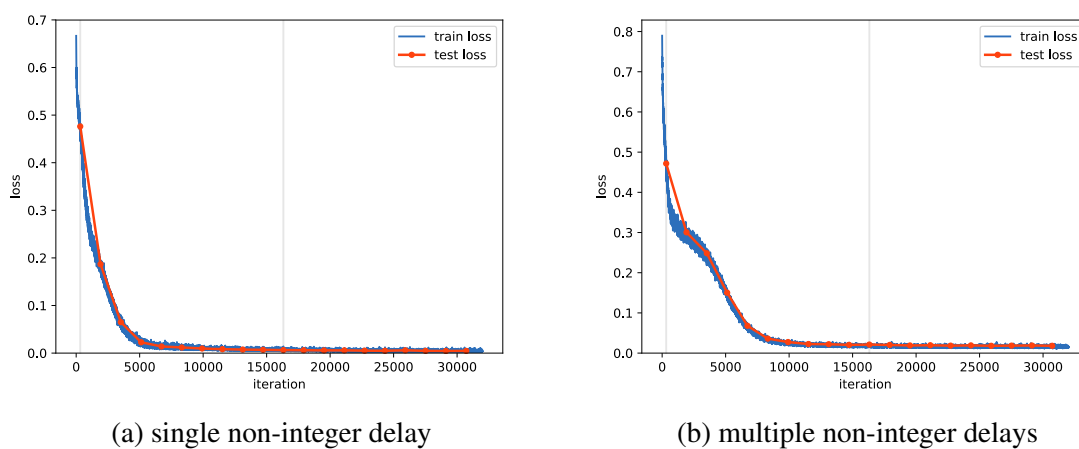 0.7
0.6
0.5
0.4
0.3
0.2
0.1
0.0
loss
0 5000 10000 15000 20000 25000 30000
iteration
train loss
test loss
(a) single non-integer delay
0.8
0.7
0.6
0.5
0.4
0.3
0.2
0.1
0.0
loss
0 5000 10000 15000 20000 25000 30000
iteration
train loss
test loss
(b) multiple non-integer delays